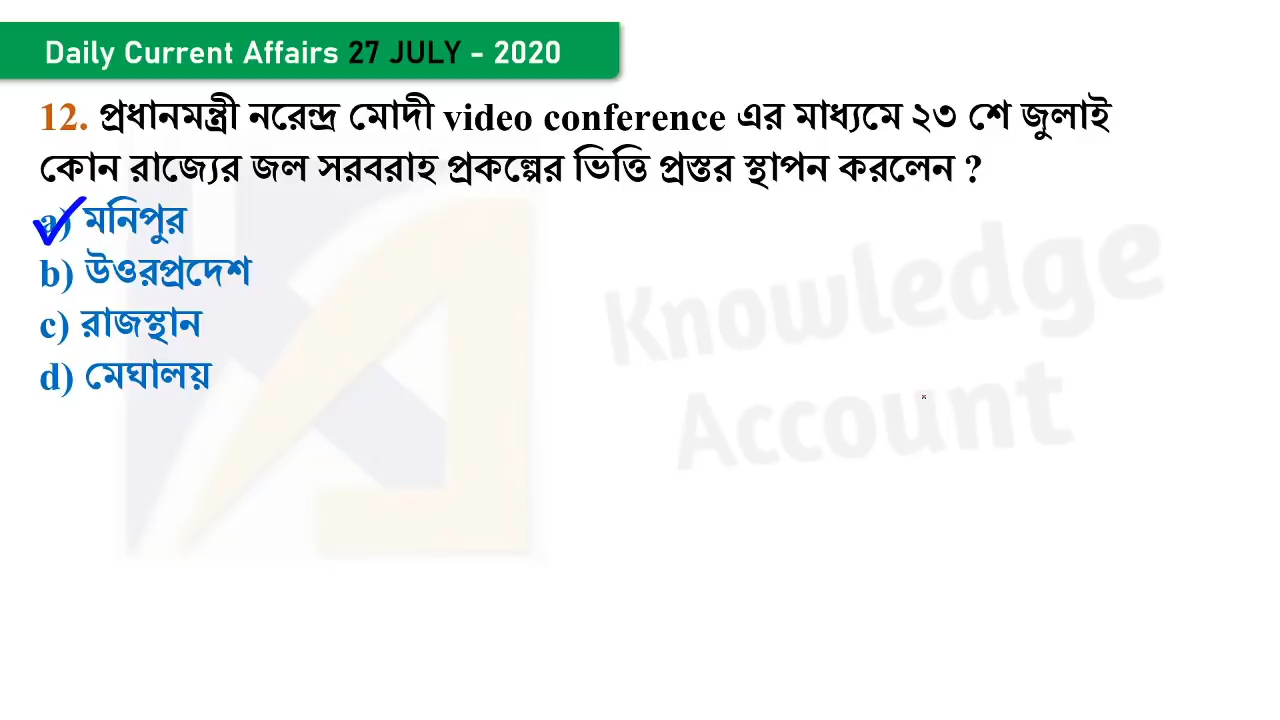 Daily Current Affairs 27 JULY - 2020
12. প্রধানমন্ত্রী নরেন্দ্র মোদী video conference এর মাধ্যমে ২৩ শে জুলাই
কোন রাজ্যের জল সরবরাহ প্রকল্পের ভিত্তি প্রস্তর স্থাপন করলেন ?
a) মনিপুর
b) উওরপ্রদেশ
c) রাজস্থান
d) মেঘালয়
Knowledge
Account